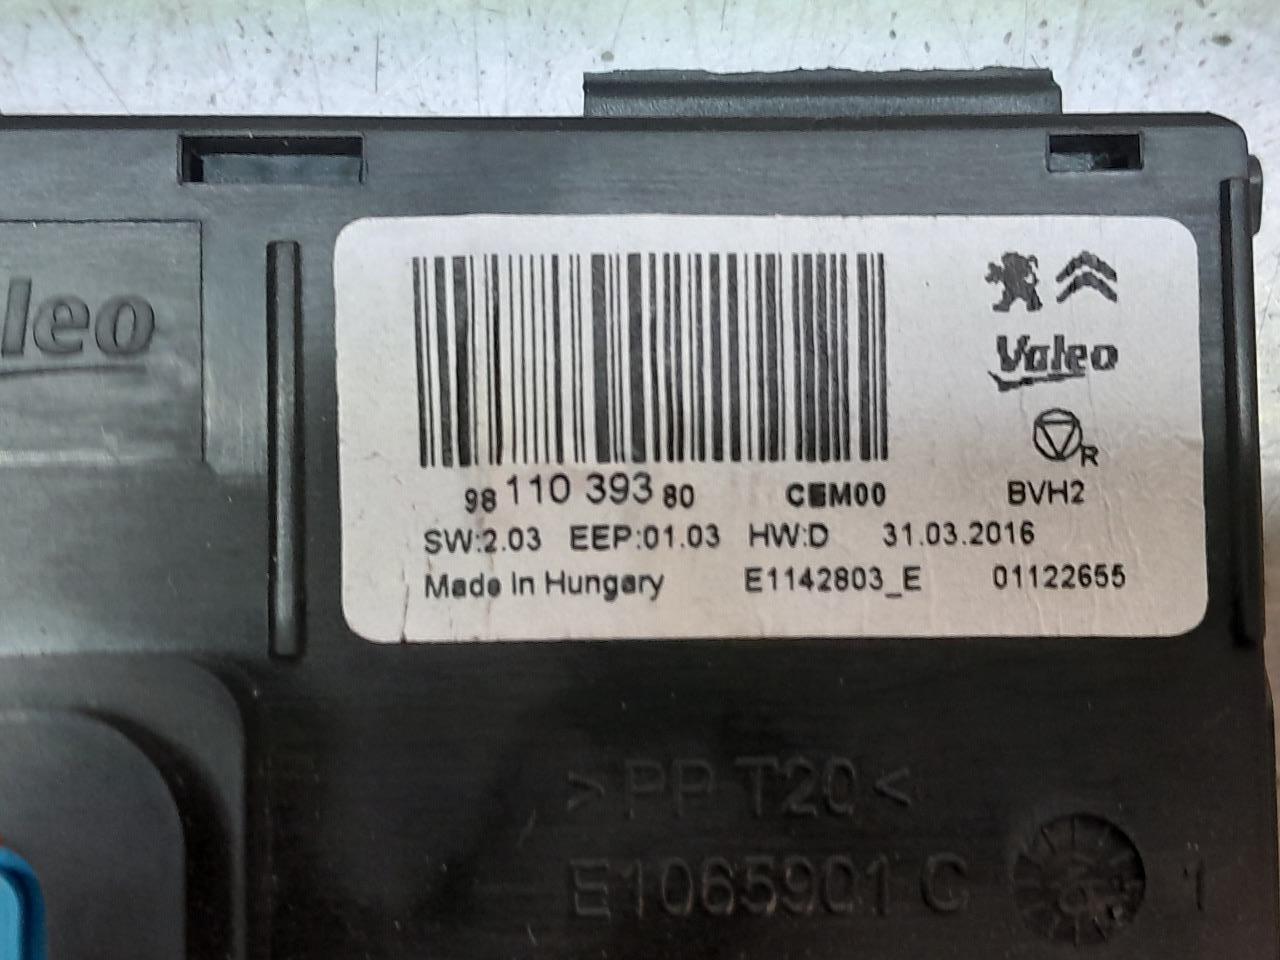 leo
Valeo
R
98 110 393 80 CEM00 BVH2
SW:2.03 EEP:01.03 HW:D 31.03.2016
Made In Hungary E1142803_E 01122655
>PP T20<
E1065901 C 1